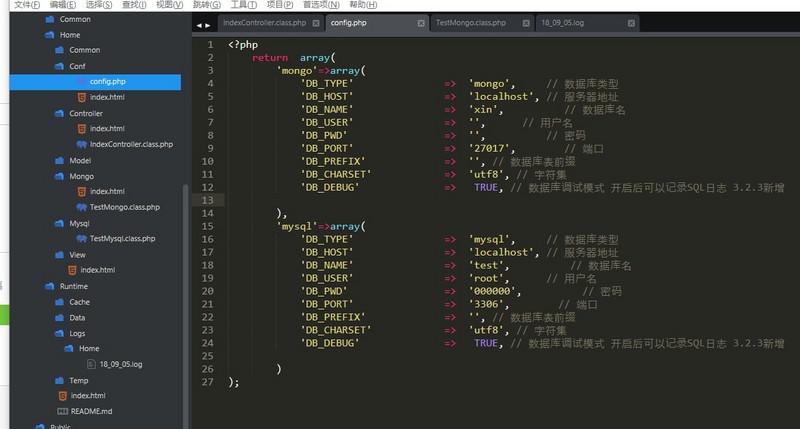 文件(F) 编辑(E) 选择(S) 查找(I) 视图(V) 跳转(G) 工具(T) 项目(P) 首选项(N) 帮助(H)
IndexController.class.php config.php TestMongo.class.php 18_09_05.log
Common
Home
Common
Conf
config.php
index.html
Controller
index.html
IndexController.class.php
Model
Mongo
index.html
TestMongo.class.php
Mysql
TestMysql.class.php
View
index.html
Runtime
Cache
Data
Logs
Home
18_09_05.log
Temp
index.html
README.md
Public
1 <?php
2 return array(
3 'mongo'=>array(
4 'DB_TYPE' => 'mongo', // 数据库类型
5 'DB_HOST' => 'localhost', // 服务器地址
6 'DB_NAME' => 'xin', // 数据库名
7 'DB_USER' => '', // 用户名
8 'DB_PWD' => '', // 密码
9 'DB_PORT' => '27017', // 端口
10 'DB_PREFIX' => '', // 数据库表前缀
11 'DB_CHARSET' => 'utf8', // 字符集
12 'DB_DEBUG' => TRUE, // 数据库调试模式 开启后可以记录SQL日志 3.2.3新增
13
14 ),
15 'mysql'=>array(
16 'DB_TYPE' => 'mysql', // 数据库类型
17 'DB_HOST' => 'localhost', // 服务器地址
18 'DB_NAME' => 'test', // 数据库名
19 'DB_USER' => 'root', // 用户名
20 'DB_PWD' => '000000', // 密码
21 'DB_PORT' => '3306', // 端口
22 'DB_PREFIX' => '', // 数据库表前缀
23 'DB_CHARSET' => 'utf8', // 字符集
24 'DB_DEBUG' => TRUE, // 数据库调试模式 开启后可以记录SQL日志 3.2.3新增
25
26 )
27 );